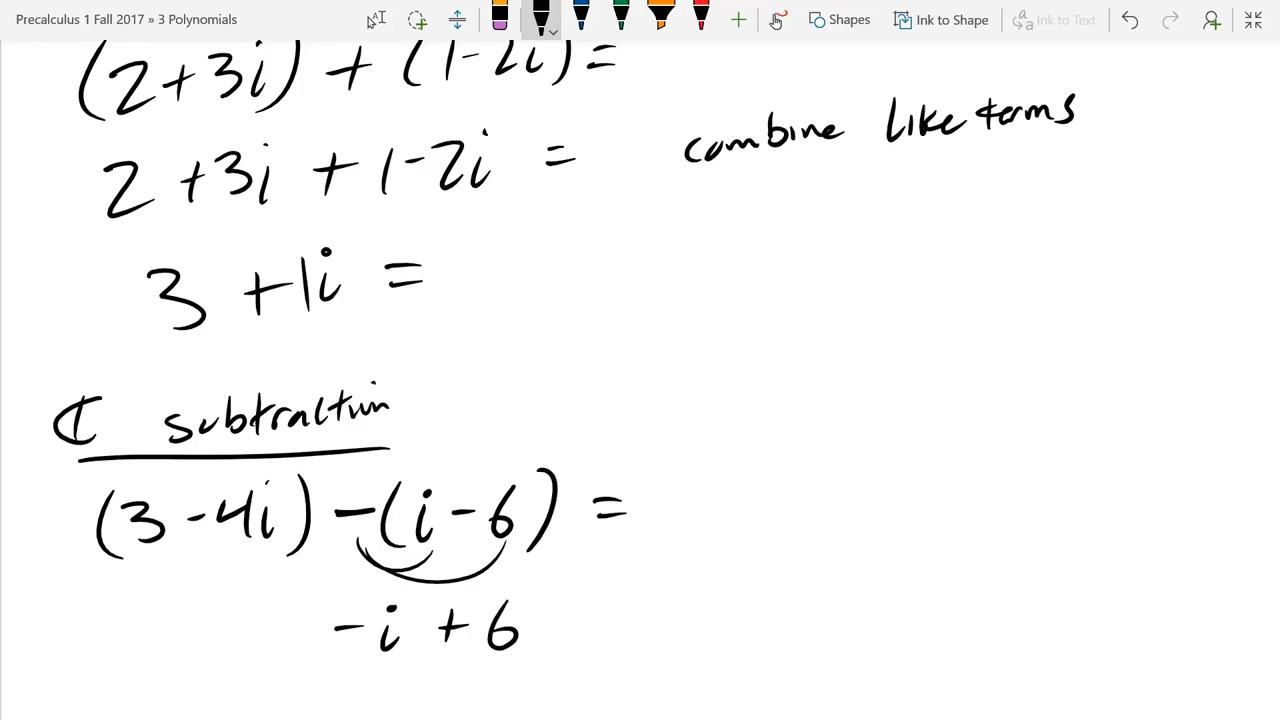 Precalculus 1 Fall 2017 » 3 Polynomials
Shapes
Ink to Shape
Ink to Text
(2+3i) + (1-2i) =
combine like terms
2 +3i + 1-2i =
3 +1i =
ℂ subtraction
(3-4i) -(i-6) =
-i + 6